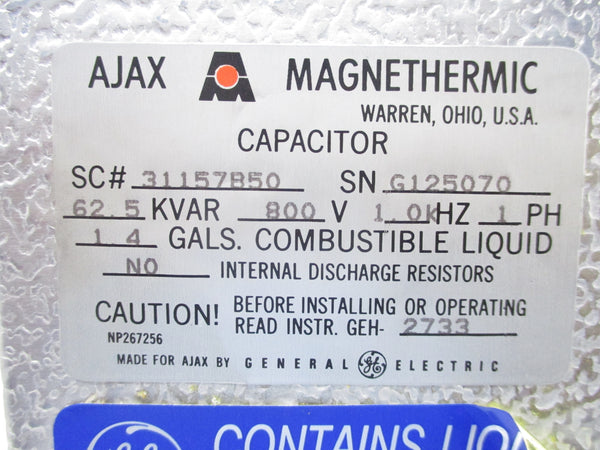 AJAX MAGNETHERMIC
WARREN, OHIO, U.S.A.
CAPACITOR
SC# 31157B50 SN G125070
62.5 KVAR 800 V 1.0KHZ 1 PH
1.4 GALS. COMBUSTIBLE LIQUID
NO INTERNAL DISCHARGE RESISTORS
CAUTION! BEFORE INSTALLING OR OPERATING
READ INSTR. GEH- 2733
NP267256
MADE FOR AJAX BY GENERAL GE ELECTRIC
GE CONTAINS